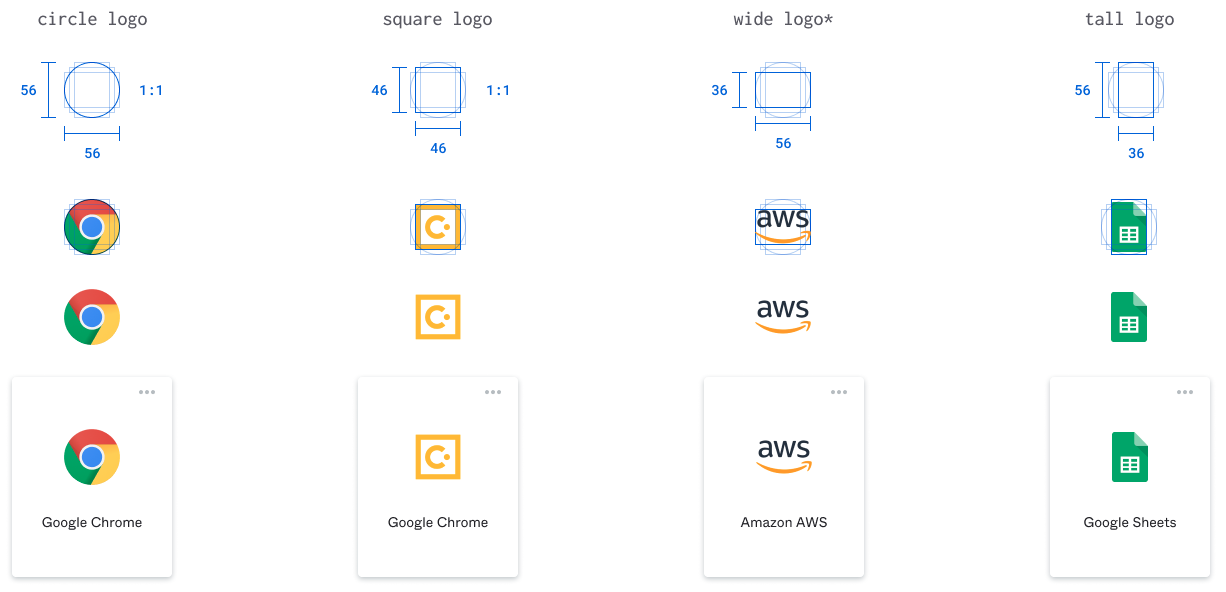 circle logo
square logo
wide logo*
tall logo
56
1:1
46
1:1
36
56
56
46
56
36
aws
aws
aws
Google Chrome
Google Chrome
Amazon AWS
Google Sheets